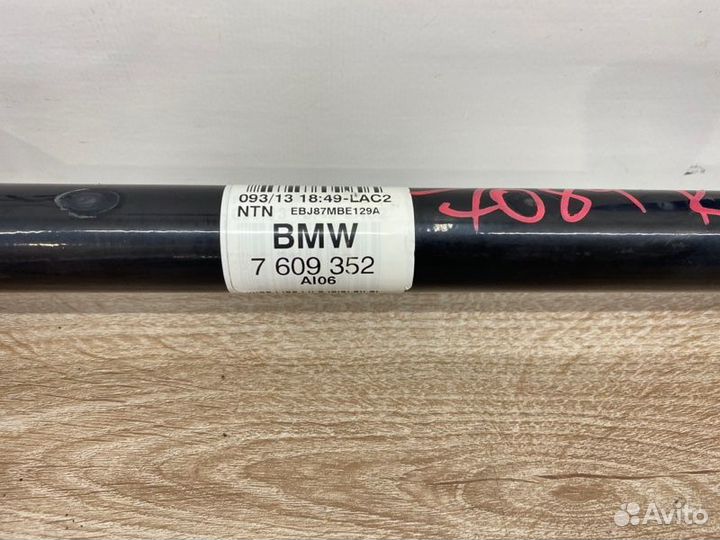 093/13 18:49-LAC2
NTN EBJ87MBE129A
BMW
7 609 352
AI06
Avito